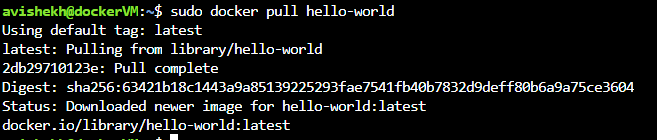 avishekh@dockerVM:~$ sudo docker pull hello-world
Using default tag: latest
latest: Pulling from library/hello-world
2db29710123e: Pull complete
Digest: sha256:63421b18c1443a9a85139225293fae7541fb40b7832d9deff80b6a9a75ce3604
Status: Downloaded newer image for hello-world:latest
docker.io/library/hello-world:latest